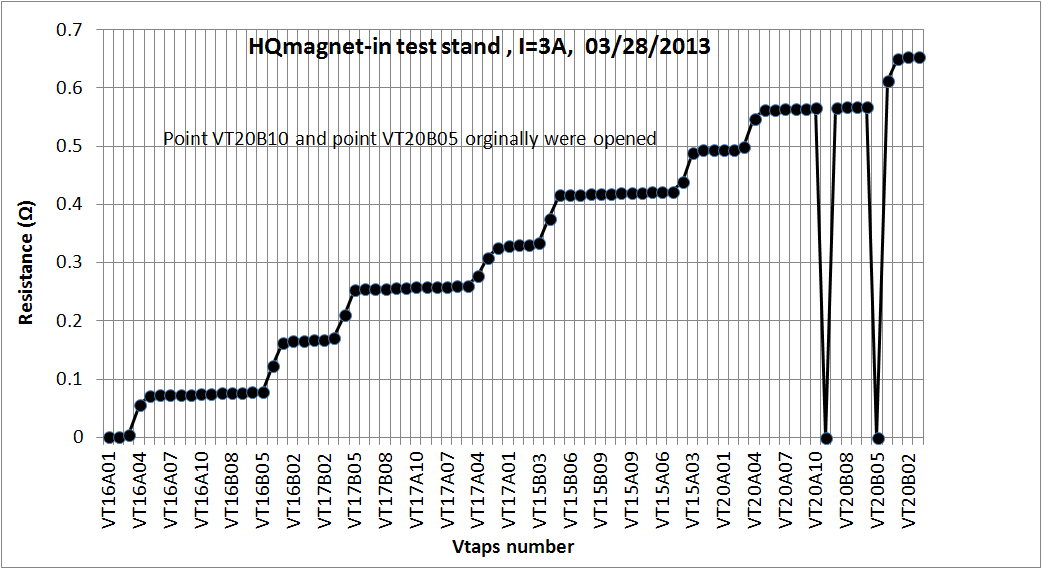 HQmagnet-in test stand , I=3A, 03/28/2013
Point VT20B10 and point VT20B05 orginally were opened
Resistance (Ω)
0.7
0.6
0.5
0.4
0.3
0.2
0.1
0
VT16A01
VT16A04
VT16A07
VT16A10
VT16B08
VT16B05
VT16B02
VT17B02
VT17B05
VT17B08
VT17A10
VT17A07
VT17A04
VT17A01
VT15B03
VT15B06
VT15B09
VT15A09
VT15A06
VT15A03
VT20A01
VT20A04
VT20A07
VT20A10
VT20B08
VT20B05
VT20B02
Vtaps number